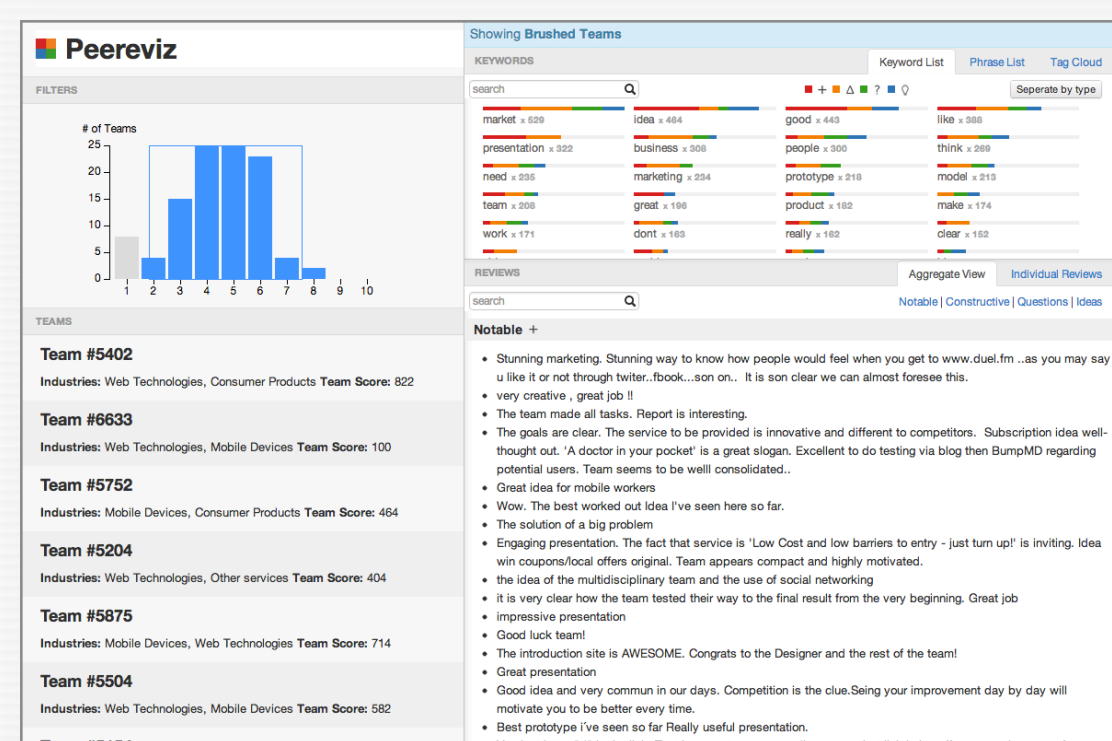 Peereviz
FILTERS
# of Teams
25
20
15
10
5
0
1 2 3 4 5 6 7 8 9 10
TEAMS
Team #5402
Industries: Web Technologies, Consumer Products Team Score: 822
Team #6633
Industries: Web Technologies, Mobile Devices Team Score: 100
Team #5752
Industries: Mobile Devices, Consumer Products Team Score: 464
Team #5204
Industries: Web Technologies, Other services Team Score: 404
Team #5875
Industries: Mobile Devices, Web Technologies Team Score: 714
Team #5504
Industries: Web Technologies, Mobile Devices Team Score: 582
Showing Brushed Teams
KEYWORDS
Keyword List Phrase List Tag Cloud
search
+ Δ ?
Seperate by type
market x 529 idea x 464 good x 443 like x 388
presentation x 322 business x 308 people x 300 think x 269
need x 235 marketing x 234 prototype x 218 model x 213
team x 208 great x 196 product x 182 make x 174
work x 171 dont x 163 really x 162 clear x 152
REVIEWS
Aggregate View Individual Reviews
search
Notable | Constructive | Questions | Ideas
Notable +
• Stunning marketing. Stunning way to know how people would feel when you get to www.duel.fm ..as you may say
u like it or not through twiter..fbook...son on.. It is son clear we can almost foresee this.
• very creative , great job !!
• The team made all tasks. Report is interesting.
• The goals are clear. The service to be provided is innovative and different to competitors. Subscription idea well-
thought out. 'A doctor in your pocket' is a great slogan. Excellent to do testing via blog then BumpMD regarding
potential users. Team seems to be welll consolidated..
• Great idea for mobile workers
• Wow. The best worked out Idea I've seen here so far.
• The solution of a big problem
• Engaging presentation. The fact that service is 'Low Cost and low barriers to entry - just turn up!' is inviting. Idea
win coupons/local offers original. Team appears compact and highly motivated.
• the idea of the multidisciplinary team and the use of social networking
• it is very clear how the team tested their way to the final result from the very beginning. Great job
• impressive presentation
• Good luck team!
• The introduction site is AWESOME. Congrats to the Designer and the rest of the team!
• Great presentation
• Good idea and very commun in our days. Competition is the clue.Seing your improvement day by day will
motivate you to be better every time.
• Best prototype i´ve seen so far Really useful presentation.